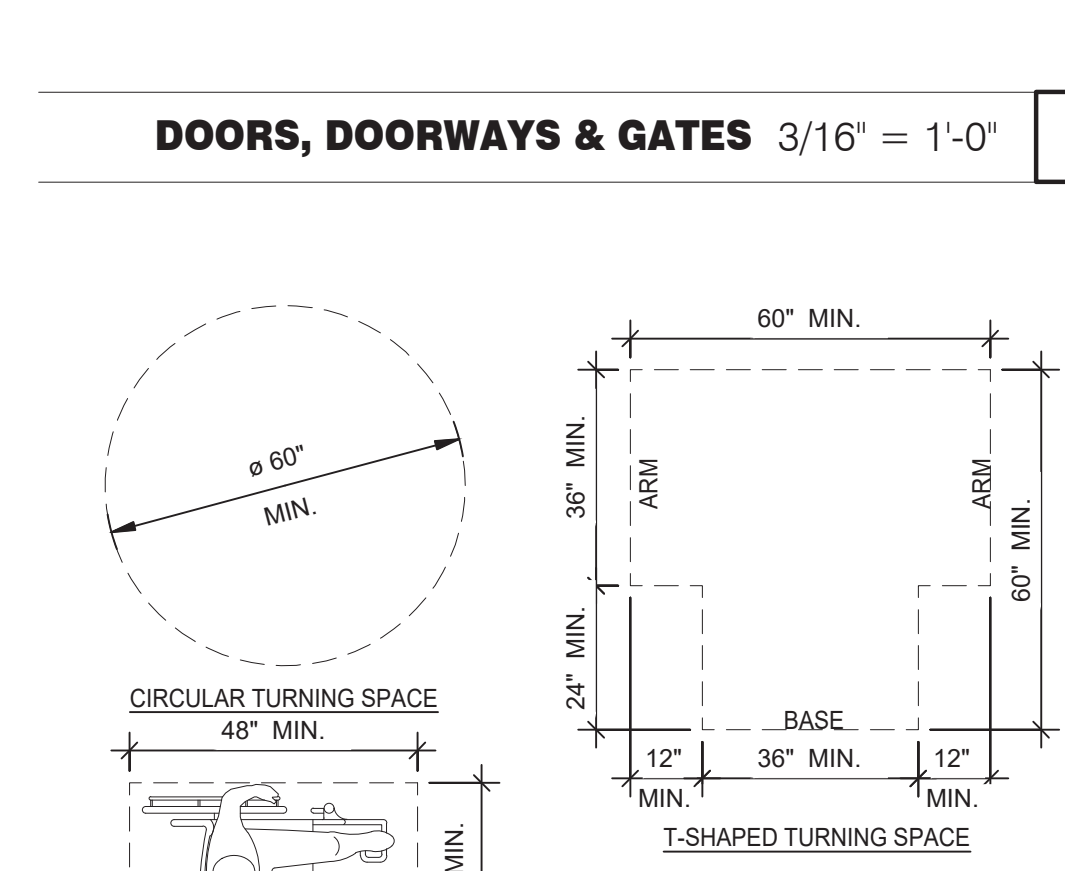 DOORS, DOORWAYS & GATES 3/16" = 1'-0"
ø 60"
MIN.
CIRCULAR TURNING SPACE
60" MIN.
36" MIN.
ARM
ARM
60" MIN.
24" MIN.
BASE
12"
MIN.
36" MIN.
12"
MIN.
T-SHAPED TURNING SPACE
48" MIN.
MIN.